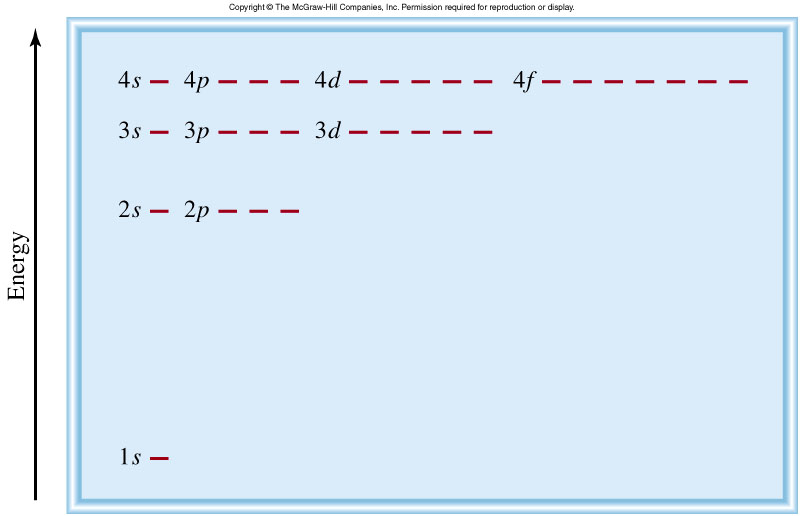 Copyright © The McGraw-Hill Companies, Inc. Permission required for reproduction or display.
4s 4p 4d 4f
3s 3p 3d
2s 2p
1s
Energy